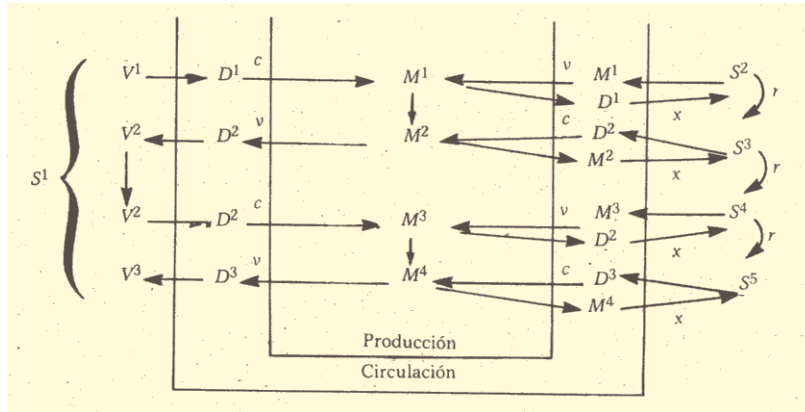 c v
V¹ D¹ M¹ M¹ S²
D¹ x r
v c
V² D² M² D² S³
M² x r
S¹
c v
V² D² M³ M³ S⁴
D² x r
v c
V³ D³ M⁴ D³ S⁵
M⁴ x
Producción
Circulación